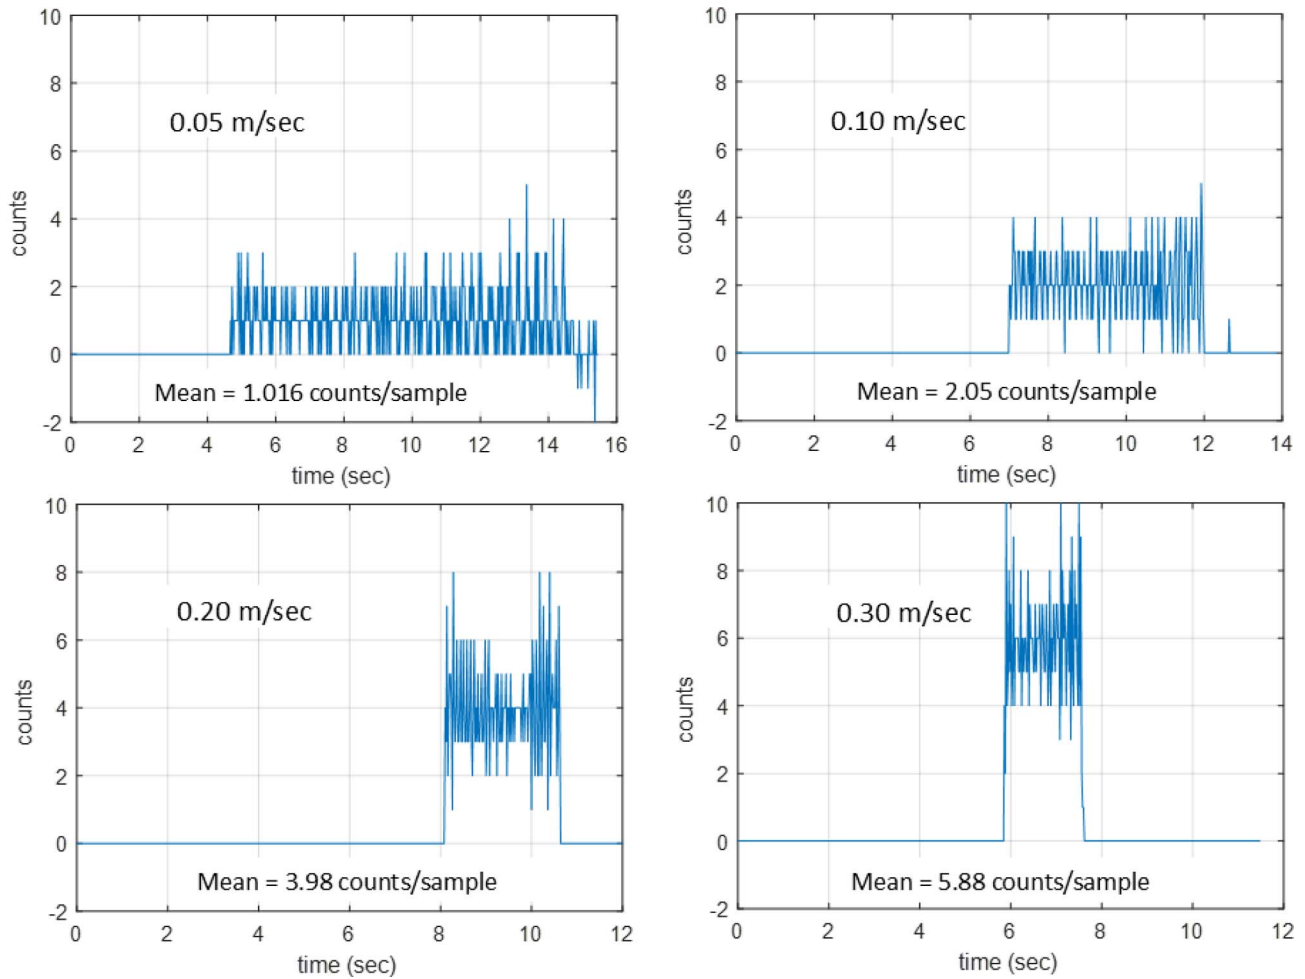 10
8
6
4
2
0
-2
counts
0.05 m/sec
Mean = 1.016 counts/sample
0 2 4 6 8 10 12 14 16
time (sec)
10
8
6
4
2
0
-2
counts
0.10 m/sec
Mean = 2.05 counts/sample
0 2 4 6 8 10 12 14
time (sec)
10
8
6
4
2
0
-2
counts
0.20 m/sec
Mean = 3.98 counts/sample
0 2 4 6 8 10 12
time (sec)
10
8
6
4
2
0
-2
counts
0.30 m/sec
Mean = 5.88 counts/sample
0 2 4 6 8 10 12
time (sec)